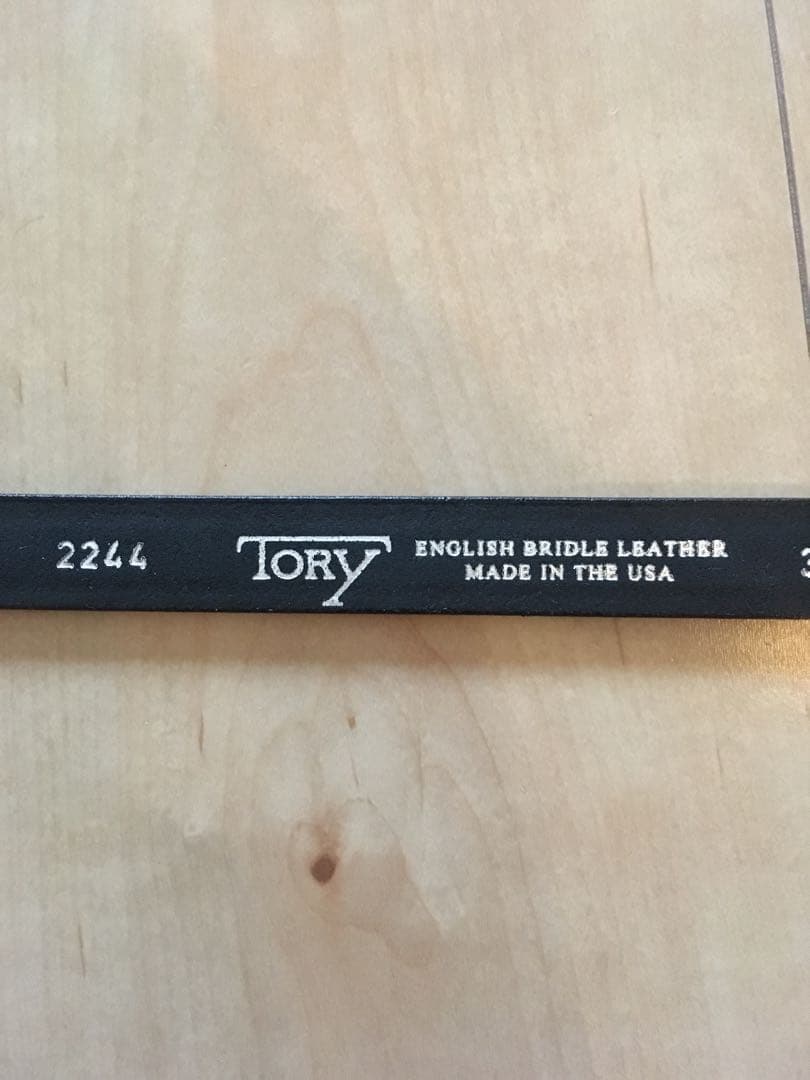 2244
TORY
ENGLISH BRIDLE LEATHER
MADE IN THE USA